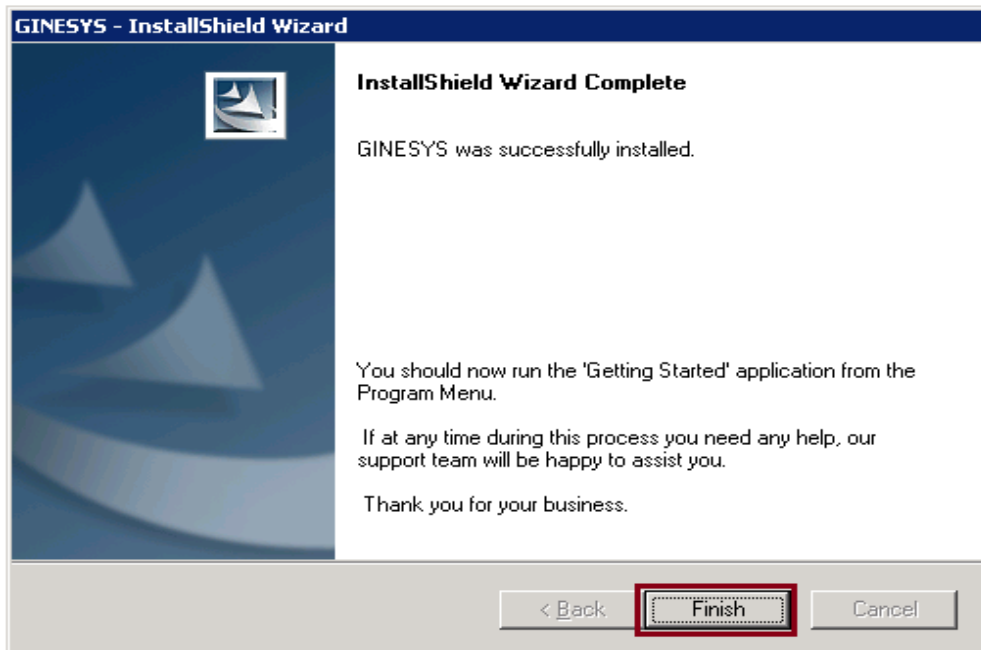 GINESYS - InstallShield Wizard
InstallShield Wizard Complete
GINESYS was successfully installed.
You should now run the 'Getting Started' application from the
Program Menu.
If at any time during this process you need any help, our
support team will be happy to assist you.
Thank you for your business.
< Back
Finish
Cancel